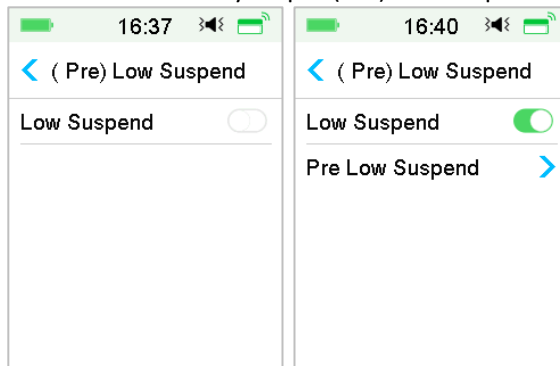 16:37
( Pre) Low Suspend
Low Suspend
16:40
( Pre) Low Suspend
Low Suspend
Pre Low Suspend